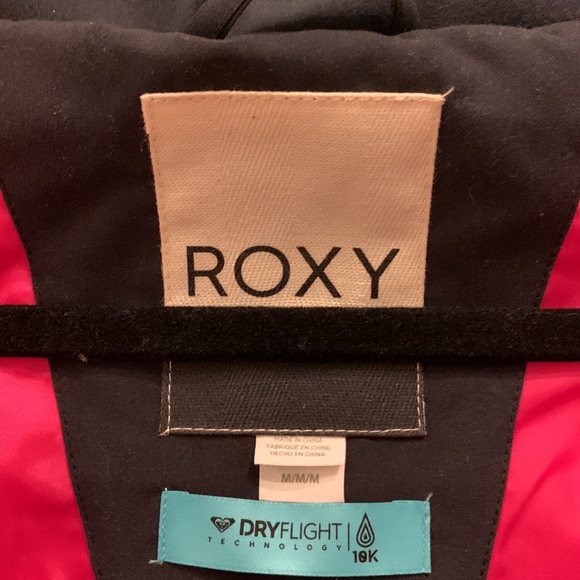 ROXY
MADE IN CHINA
FABRIQUÉ EN CHINE
HECHO EN CHINA
M/M/M
DRYFLIGHT
TECHNOLOGY
10K